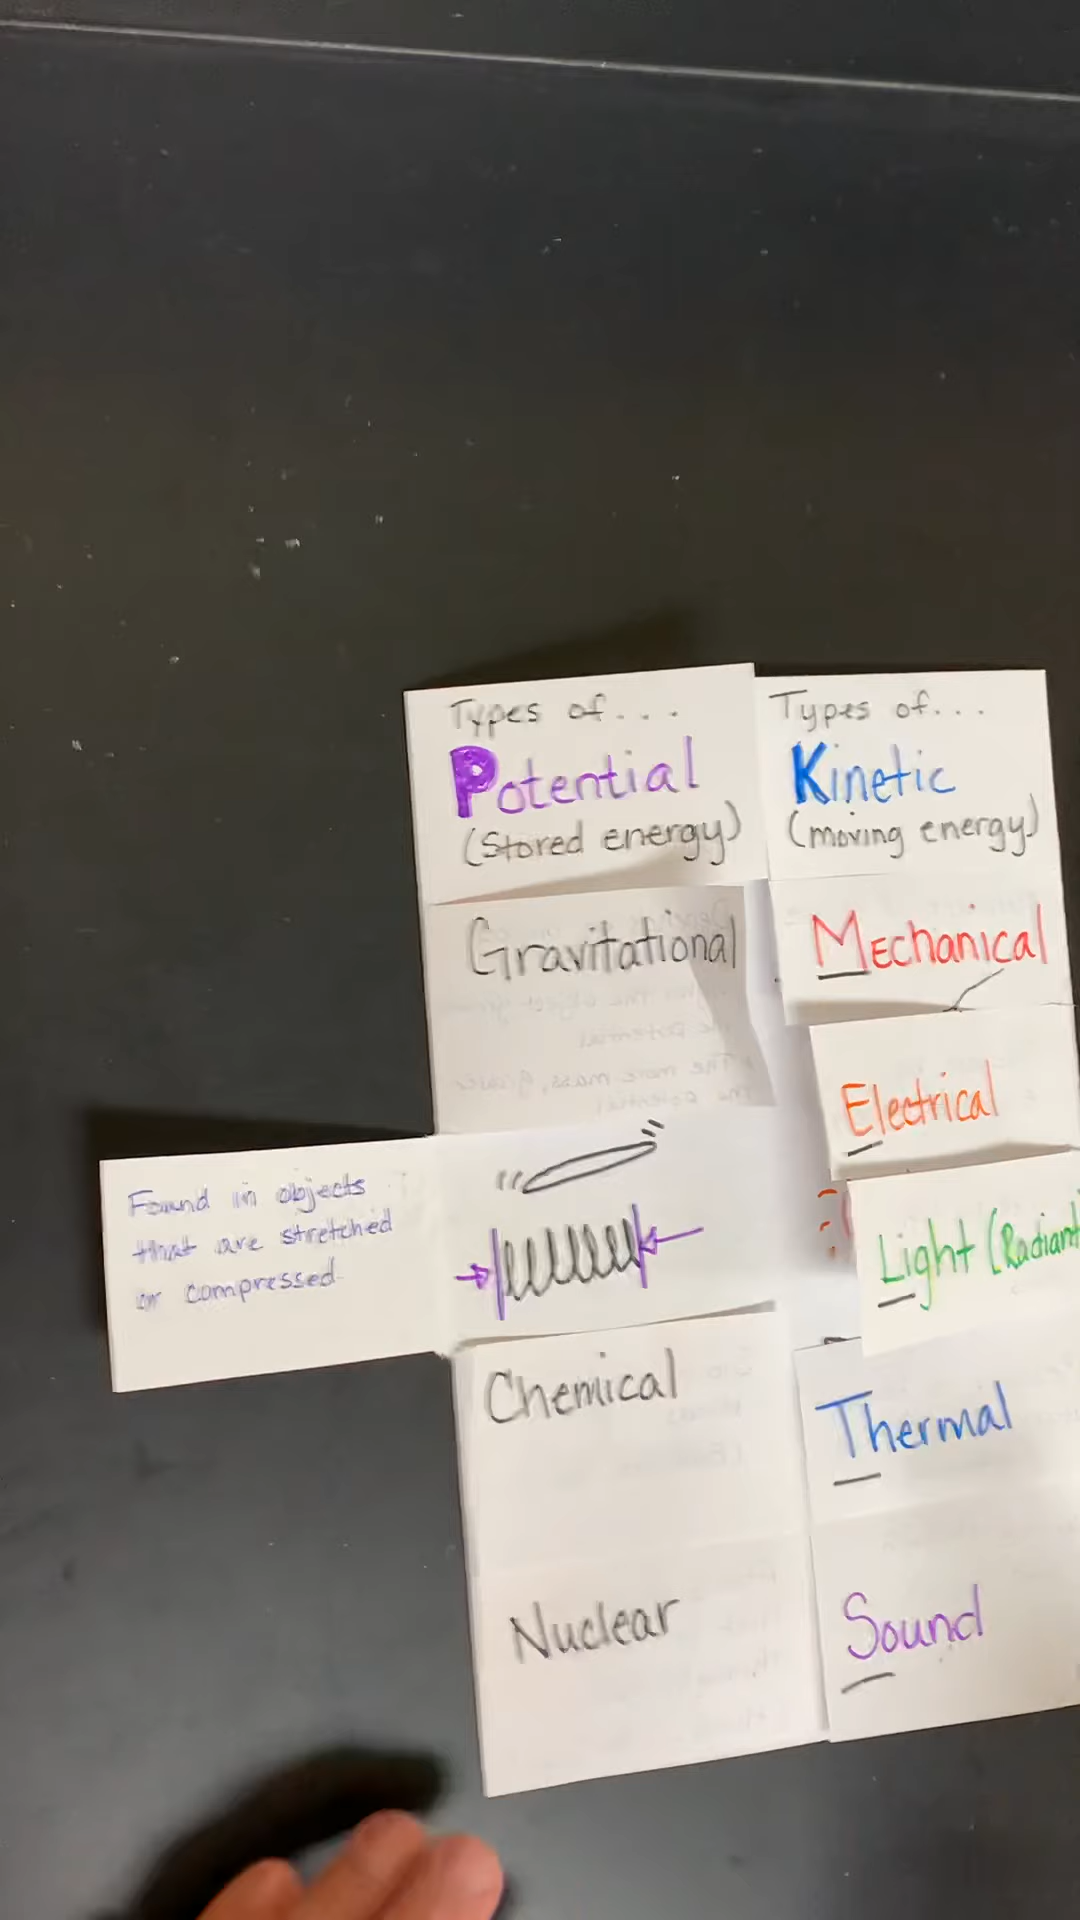 Types of...
Potential
(Stored energy)
Gravitational
Found in objects
that are stretched
or compressed
Chemical
Nuclear
Types of...
Kinetic
(moving energy)
Mechanical
Electrical
Light (Radiant
Thermal
Sound